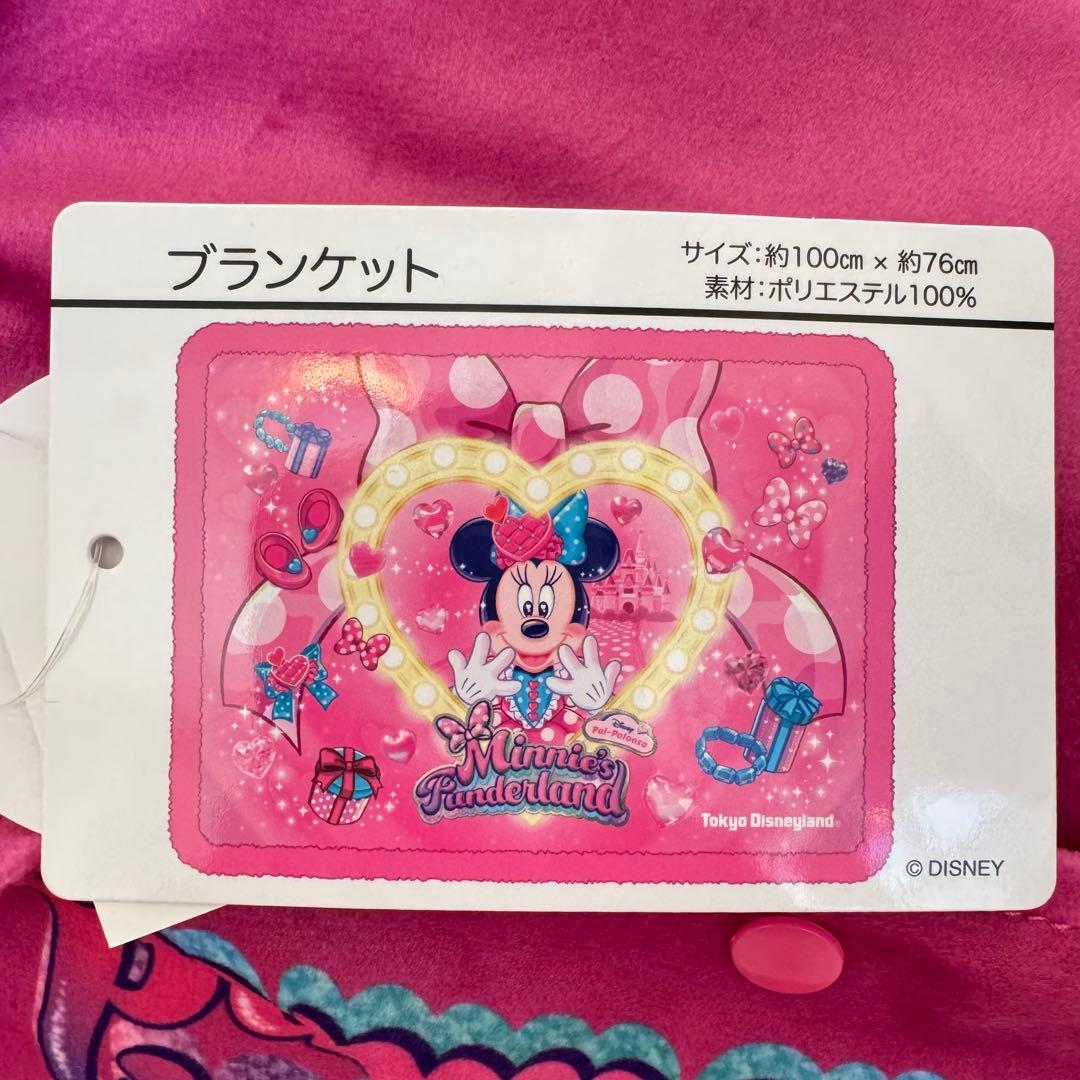 ブランケット
サイズ：約100㎝ × 約76㎝
素材：ポリエステル100%
Disney
Pal-Palooza
Minnie's
Funderland
Tokyo Disneyland®
© DISNEY